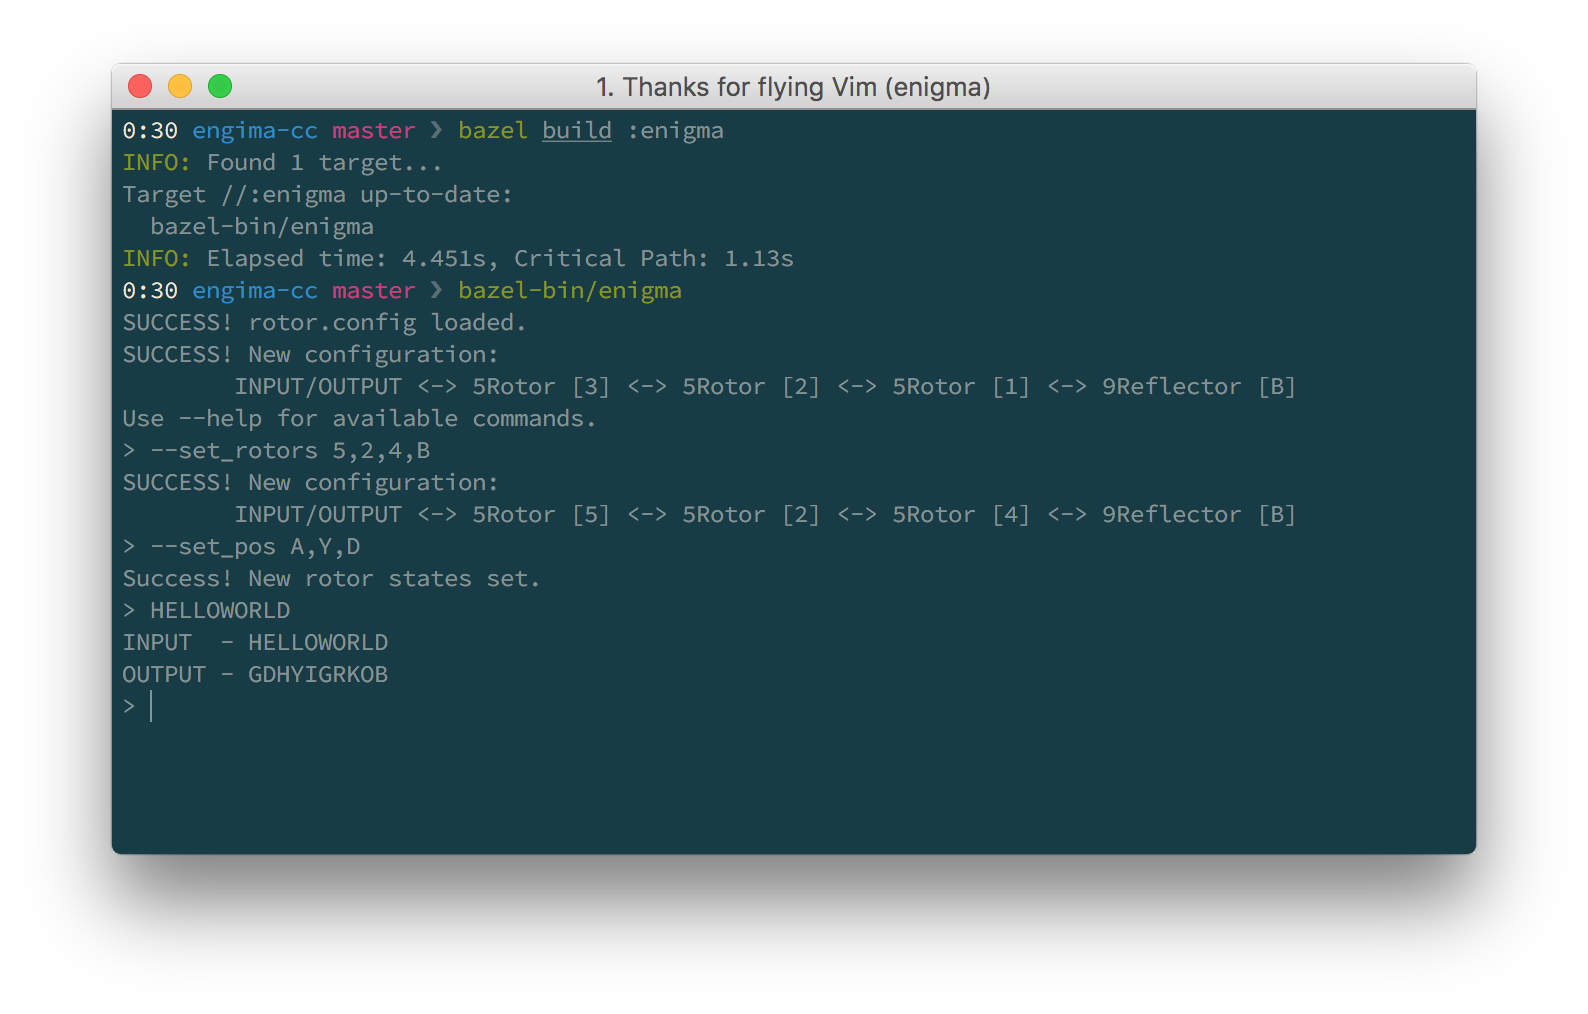 1. Thanks for flying Vim (enigma)
0:30 engima-cc master ❯ bazel build :enigma
INFO: Found 1 target...
Target //:enigma up-to-date:
  bazel-bin/enigma
INFO: Elapsed time: 4.451s, Critical Path: 1.13s
0:30 engima-cc master ❯ bazel-bin/enigma
SUCCESS! rotor.config loaded.
SUCCESS! New configuration:
        INPUT/OUTPUT <-> 5Rotor [3] <-> 5Rotor [2] <-> 5Rotor [1] <-> 9Reflector [B]
Use --help for available commands.
> --set_rotors 5,2,4,B
SUCCESS! New configuration:
        INPUT/OUTPUT <-> 5Rotor [5] <-> 5Rotor [2] <-> 5Rotor [4] <-> 9Reflector [B]
> --set_pos A,Y,D
Success! New rotor states set.
> HELLOWORLD
INPUT  - HELLOWORLD
OUTPUT - GDHYIGRKOB
>